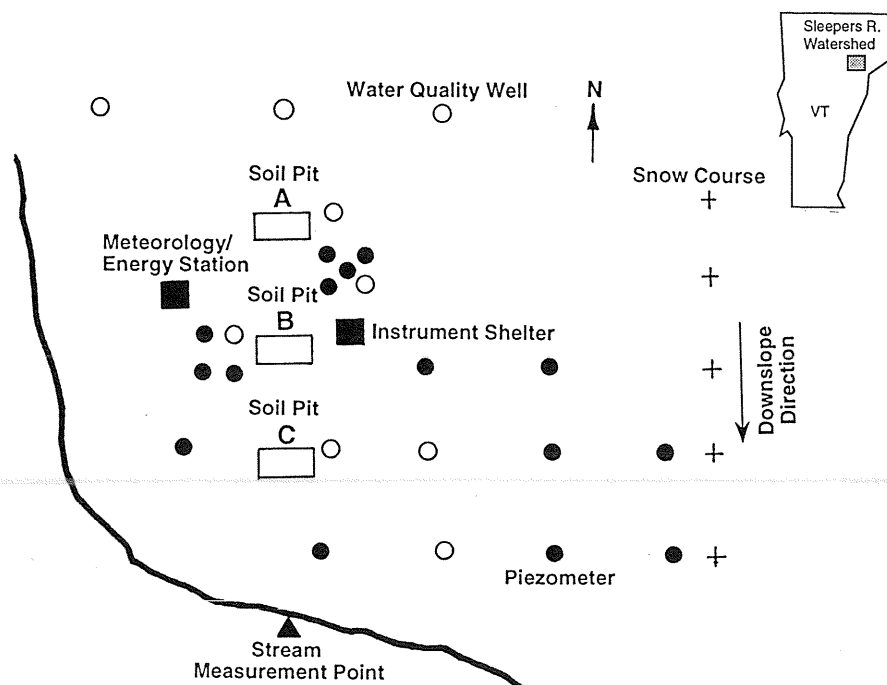 Sleepers R.
Watershed
VT
Water Quality Well
N
Soil Pit
A
Snow Course
Meteorology/
Energy Station
Soil Pit
B
Instrument Shelter
Downslope
Direction
Soil Pit
C
Piezometer
Stream
Measurement Point